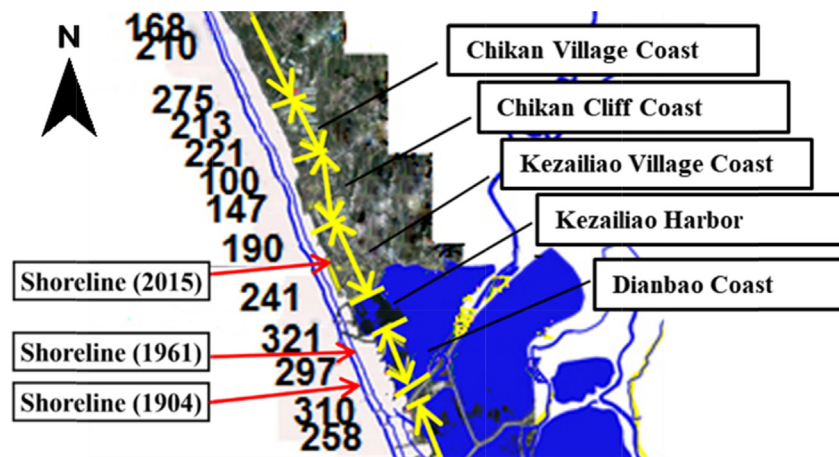 N
168
210
275
213
221
100
147
190
241
321
297
310
258
Chikan Village Coast
Chikan Cliff Coast
Kezailiao Village Coast
Kezailiao Harbor
Dianbao Coast
Shoreline (2015)
Shoreline (1961)
Shoreline (1904)